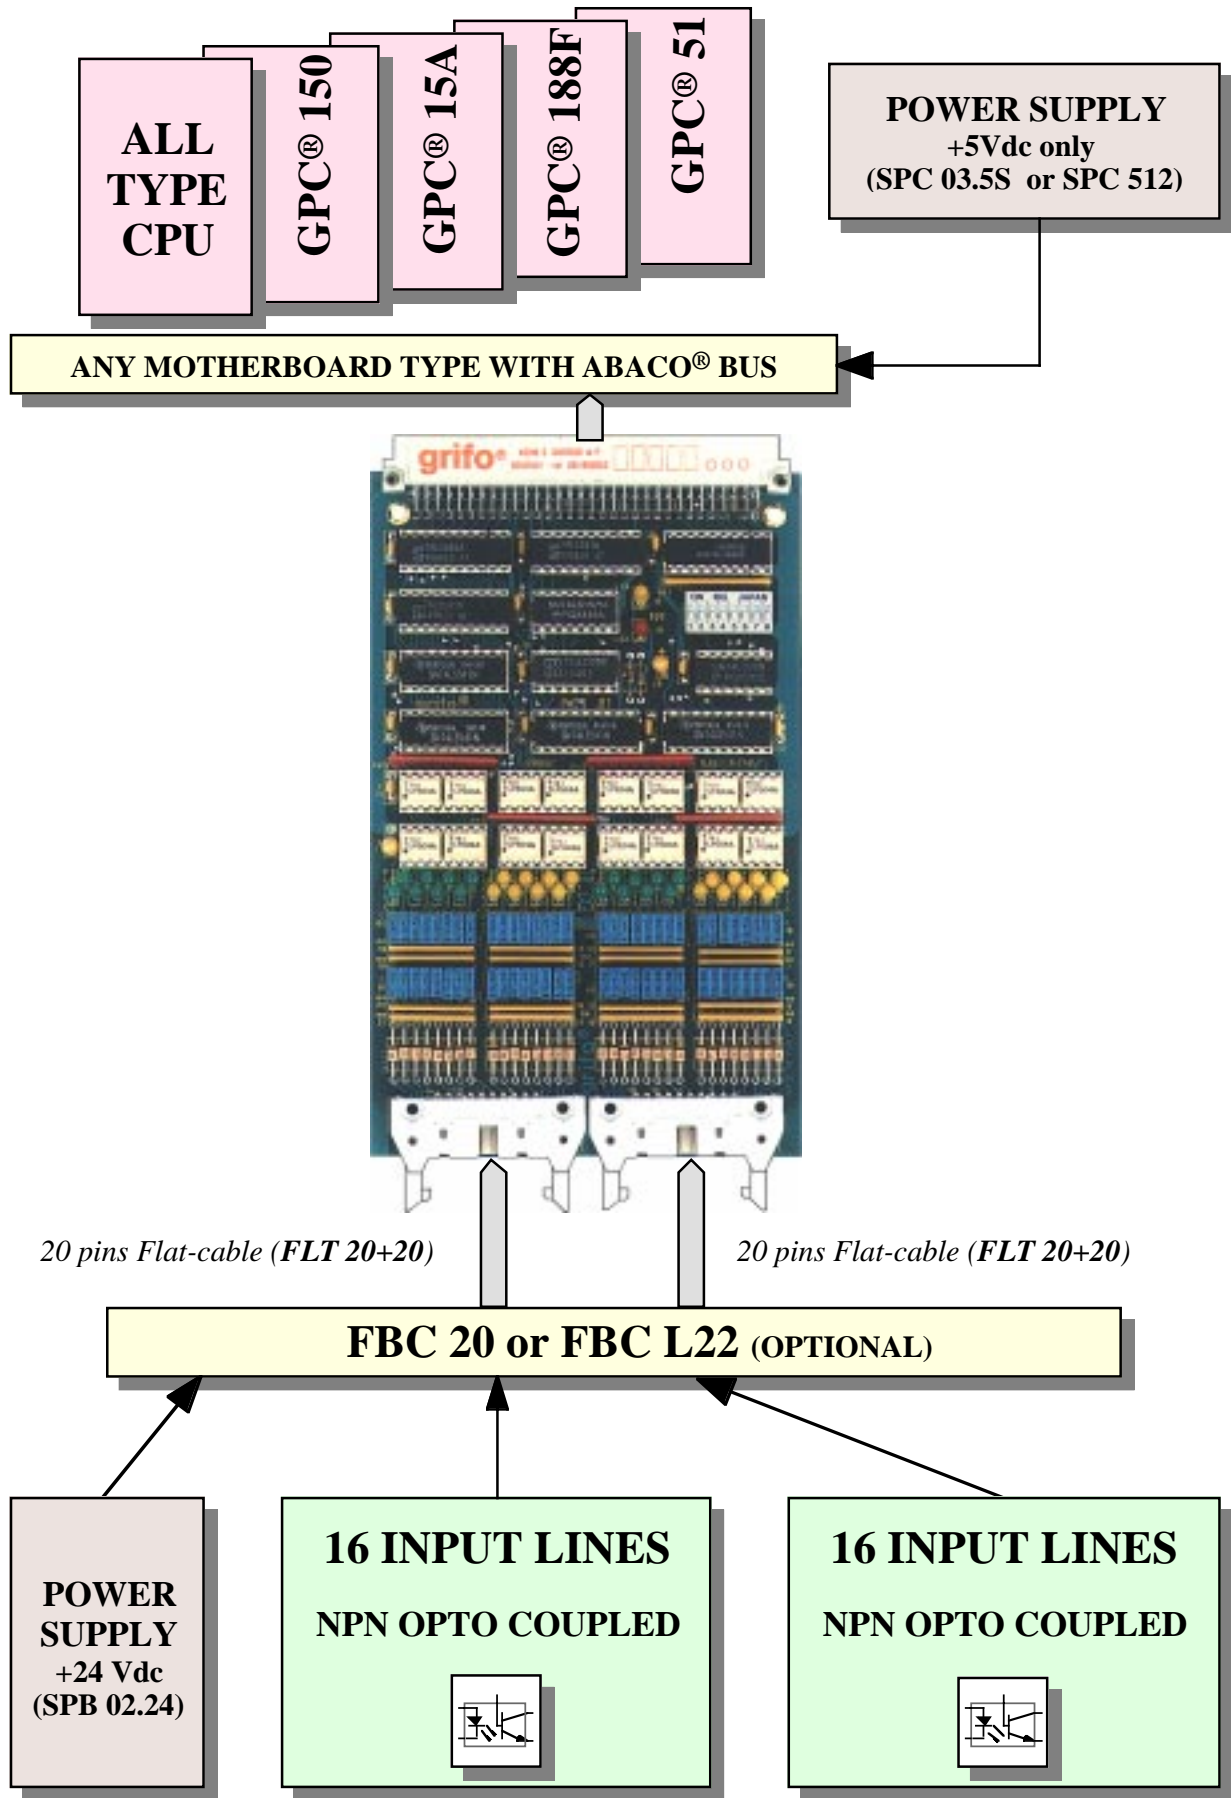 ALL
TYPE
CPU
GPC® 150
GPC® 15A
GPC® 188F
GPC® 51
POWER SUPPLY
+5Vdc only
(SPC 03.5S or SPC 512)
ANY MOTHERBOARD TYPE WITH ABACO® BUS
grifo®
ON JAPAN
20 pins Flat-cable (FLT 20+20)
20 pins Flat-cable (FLT 20+20)
FBC 20 or FBC L22 (OPTIONAL)
POWER
SUPPLY
+24 Vdc
(SPB 02.24)
16 INPUT LINES
NPN OPTO COUPLED
16 INPUT LINES
NPN OPTO COUPLED